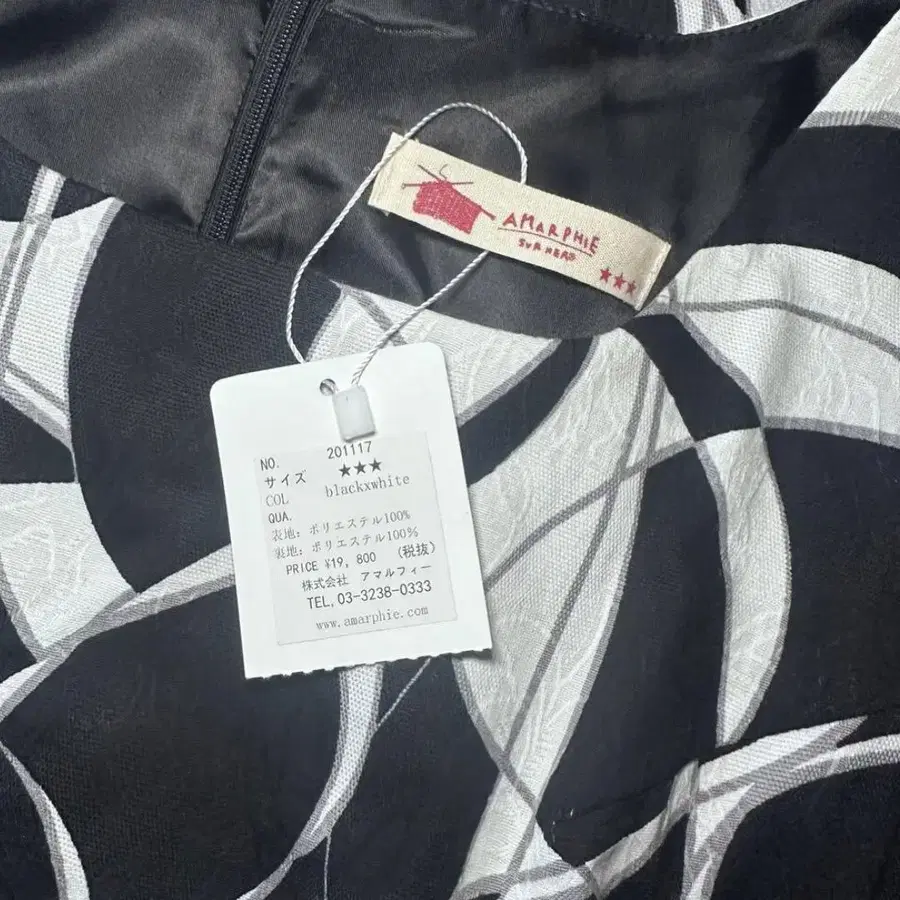 AMARPHIE
SUR MER
★★★
NO. 201117
サイズ ★★★
COL blackxwhite
QUA.
表地: ポリエステル100%
裏地: ポリエステル100%
PRICE ¥19,800 (税抜)
株式会社 アマルフィー
TEL,03-3238-0333
www.amarphie.com